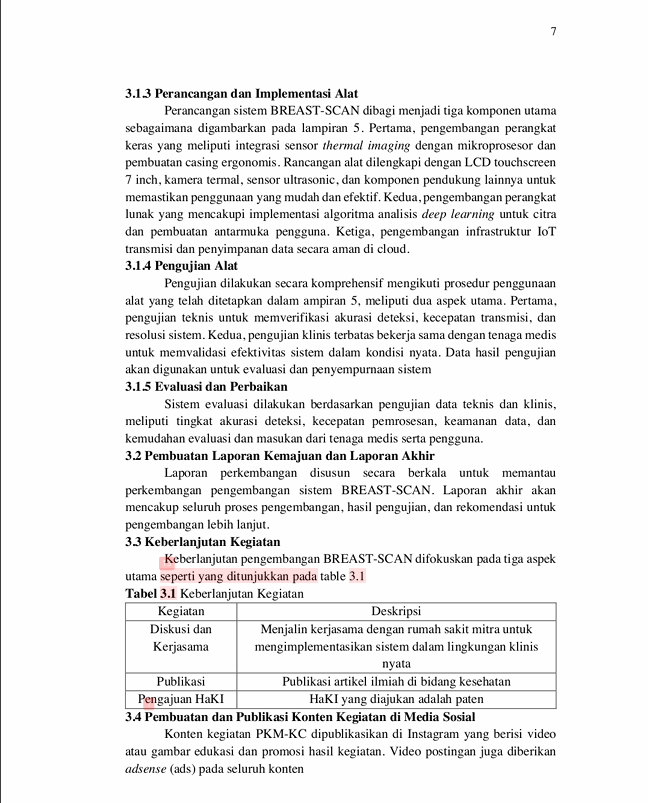 7
3.1.3 Perancangan dan Implementasi Alat
Perancangan sistem BREAST-SCAN dibagi menjadi tiga komponen utama
sebagaimana digambarkan pada lampiran 5. Pertama, pengembangan perangkat
keras yang meliputi integrasi sensor thermal imaging dengan mikroprosesor dan
pembuatan casing ergonomis. Rancangan alat dilengkapi dengan LCD touchscreen
7 inch, kamera termal, sensor ultrasonic, dan komponen pendukung lainnya untuk
memastikan penggunaan yang mudah dan efektif. Kedua, pengembangan perangkat
lunak yang mencakupi implementasi algoritma analisis deep learning untuk citra
dan pembuatan antarmuka pengguna. Ketiga, pengembangan infrastruktur IoT
transmisi dan penyimpanan data secara aman di cloud.
3.1.4 Pengujian Alat
Pengujian dilakukan secara komprehensif mengikuti prosedur penggunaan
alat yang telah ditetapkan dalam ampiran 5, meliputi dua aspek utama. Pertama,
pengujian teknis untuk memverifikasi akurasi deteksi, kecepatan transmisi, dan
resolusi sistem. Kedua, pengujian klinis terbatas bekerja sama dengan tenaga medis
untuk memvalidasi efektivitas sistem dalam kondisi nyata. Data hasil pengujian
akan digunakan untuk evaluasi dan penyempurnaan sistem
3.1.5 Evaluasi dan Perbaikan
Sistem evaluasi dilakukan berdasarkan pengujian data teknis dan klinis,
meliputi tingkat akurasi deteksi, kecepatan pemrosesan, keamanan data, dan
kemudahan evaluasi dan masukan dari tenaga medis serta pengguna.
3.2 Pembuatan Laporan Kemajuan dan Laporan Akhir
Laporan perkembangan disusun secara berkala untuk memantau
perkembangan pengembangan sistem BREAST-SCAN. Laporan akhir akan
mencakup seluruh proses pengembangan, hasil pengujian, dan rekomendasi untuk
pengembangan lebih lanjut.
3.3 Keberlanjutan Kegiatan
Keberlanjutan pengembangan BREAST-SCAN difokuskan pada tiga aspek
utama seperti yang ditunjukkan pada table 3.1
Tabel 3.1 Keberlanjutan Kegiatan
Kegiatan Deskripsi
Diskusi dan Menjalin kerjasama dengan rumah sakit mitra untuk
Kerjasama mengimplementasikan sistem dalam lingkungan klinis
nyata
Publikasi Publikasi artikel ilmiah di bidang kesehatan
Pengajuan HaKI HaKI yang diajukan adalah paten
3.4 Pembuatan dan Publikasi Konten Kegiatan di Media Sosial
Konten kegiatan PKM-KC dipublikasikan di Instagram yang berisi video
atau gambar edukasi dan promosi hasil kegiatan. Video postingan juga diberikan
adsense (ads) pada seluruh konten